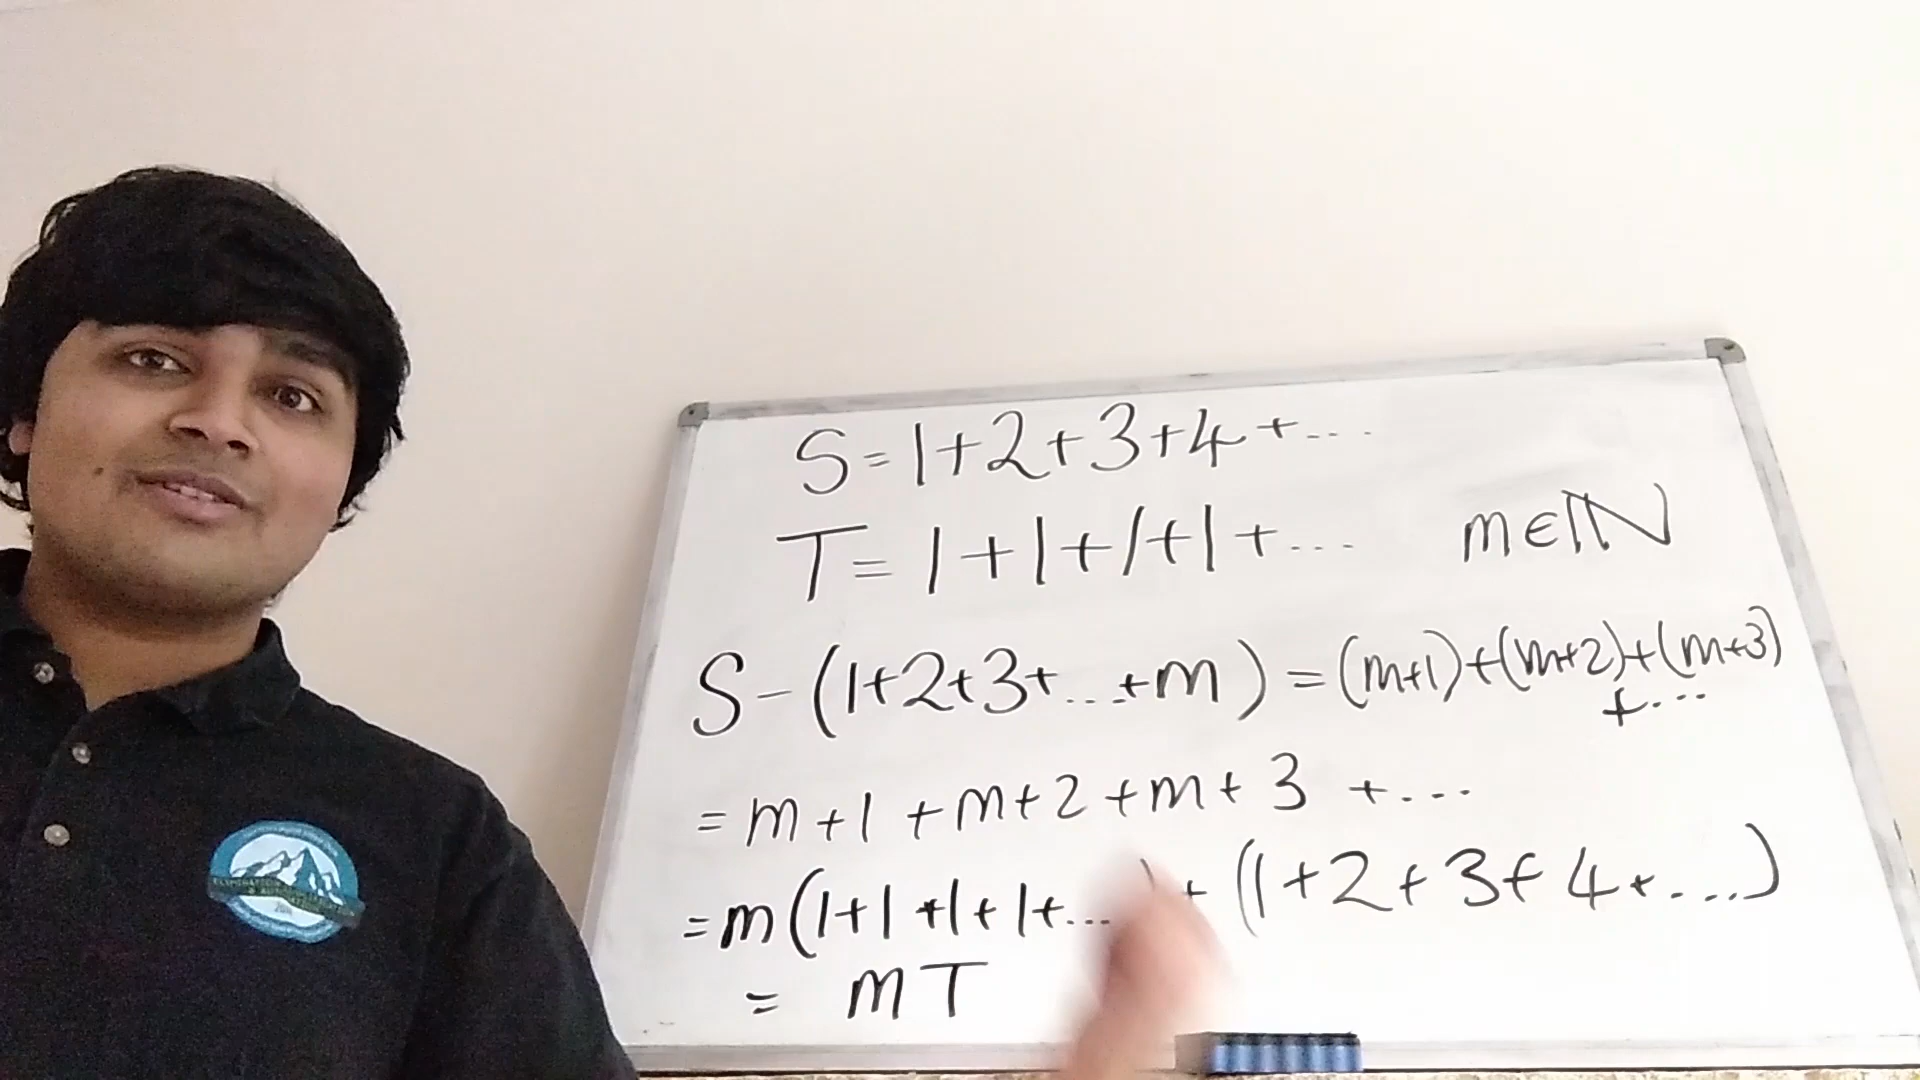 S=1+2+3+4+...
T=1+1+1+1+...
m∈ℕ
S-(1+2+3+...+m)=(m+1)+(m+2)+(m+3)
+...
=m+1+m+2+m+3+...
=m(1+1+1+1+...)+(1+2+3+4+...)
=mT